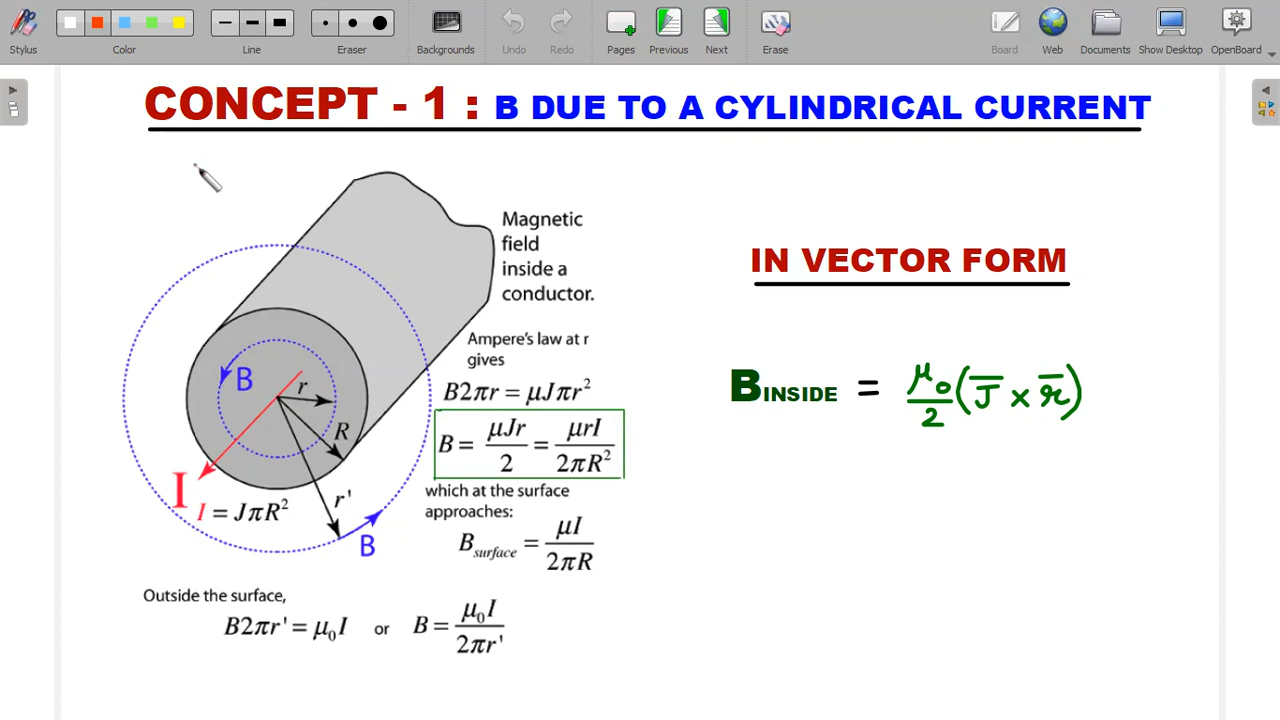 Stylus Color Line Eraser Backgrounds Undo Redo Pages Previous Next Erase Board Web Documents Show Desktop OpenBoard
CONCEPT - 1 : B DUE TO A CYLINDRICAL CURRENT
Magnetic
field
inside a
conductor.
Ampere's law at r
gives
B2πr = μJπr²
B = μJr/2 = μrI/2πR²
which at the surface
approaches:
B_surface = μI/2πR
B
r
R
r'
I
I = JπR²
B
Outside the surface,
B2πr' = μ₀I or B = μ₀I/2πr'
IN VECTOR FORM
B_INSIDE = μ₀/2 (J̅ × r̅)